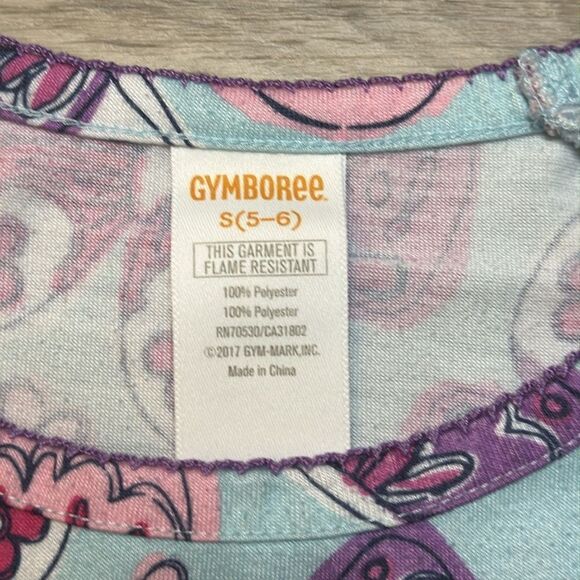 GYMBOREE™
S(5–6)
THIS GARMENT IS
FLAME RESISTANT
100% Polyester
100% Polyester
RN70530/CA31802
©2017 GYM-MARK,INC.
Made in China